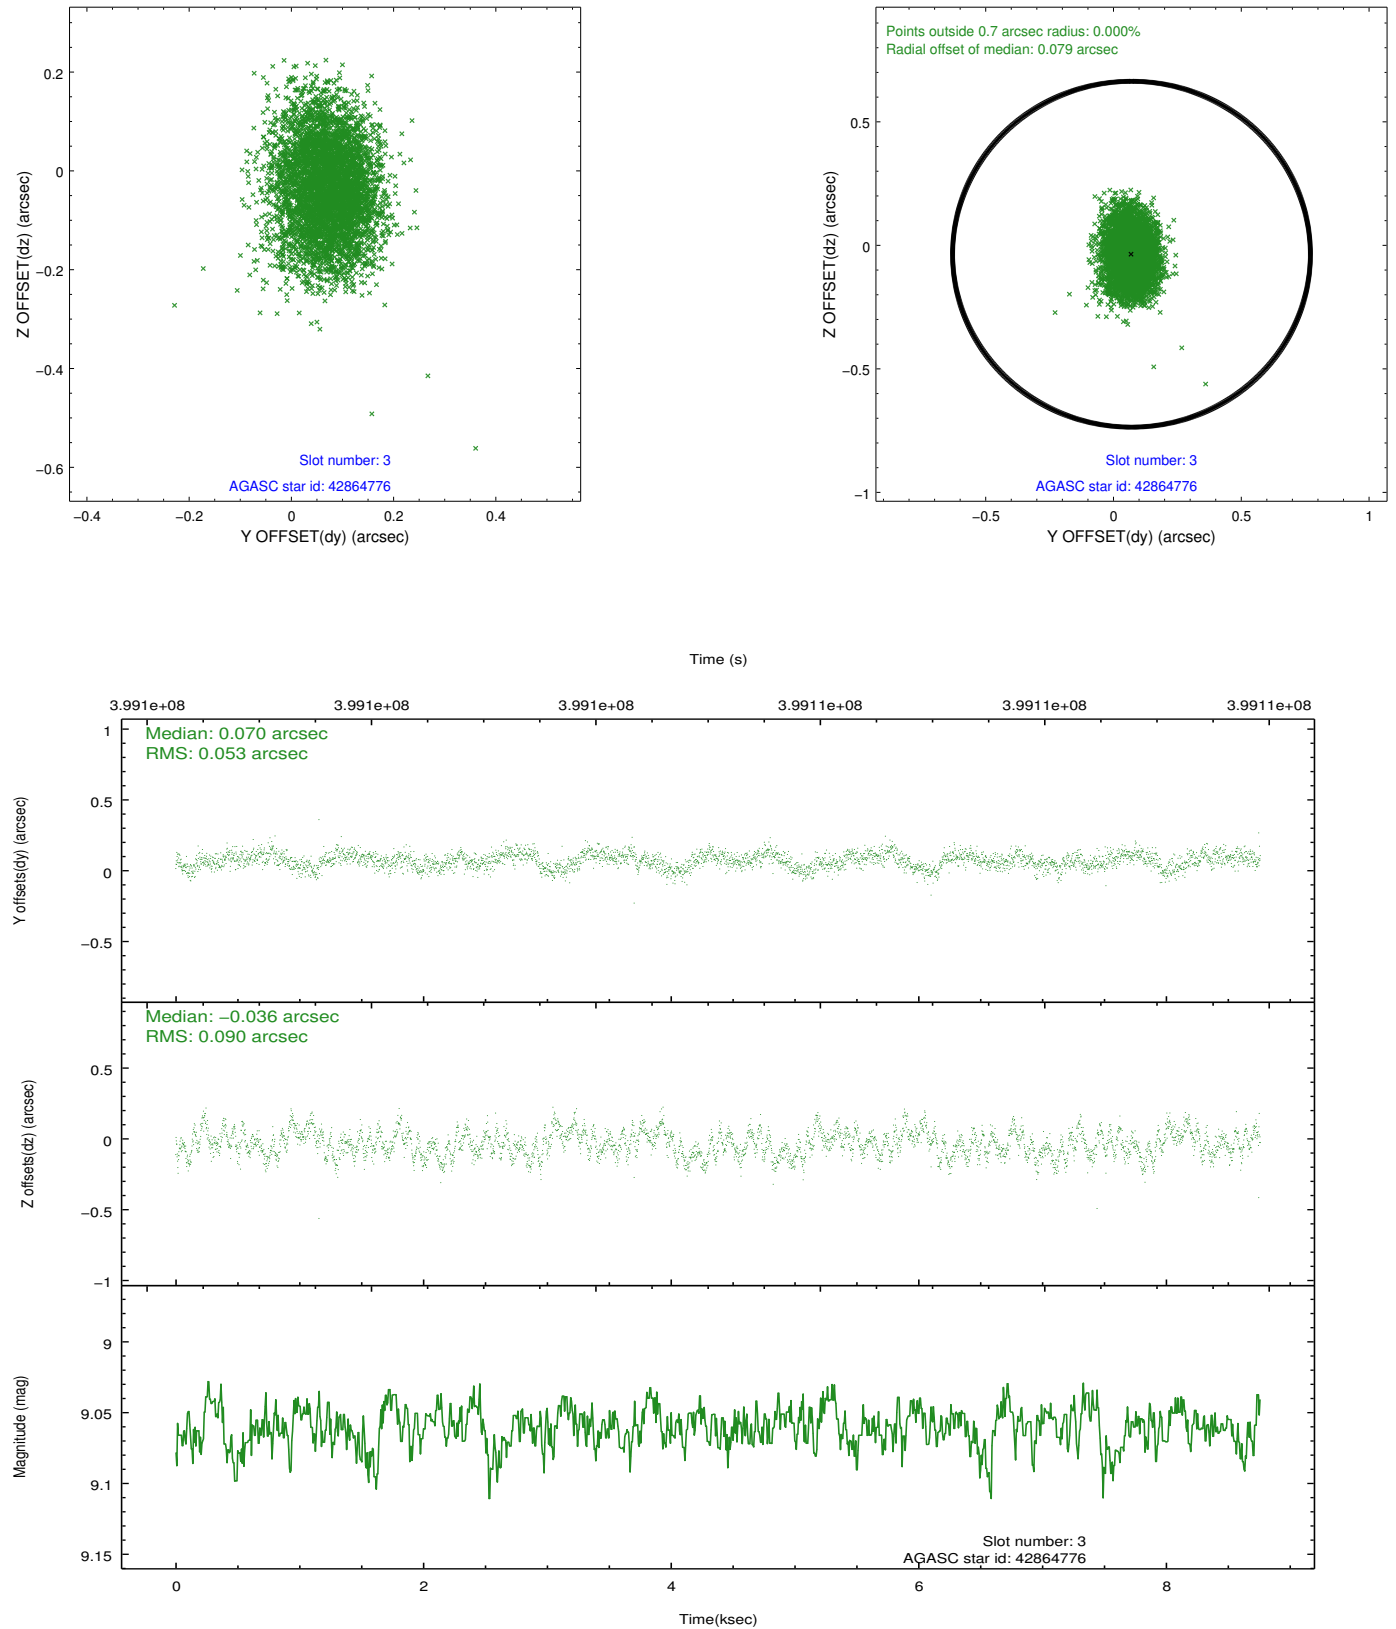 0.2
0
−0.2
−0.4
−0.6
Z OFFSET(dz) (arcsec)
Slot number: 3
AGASC star id: 42864776
−0.4
−0.2
0
0.2
0.4
Y OFFSET(dy) (arcsec)
Points outside 0.7 arcsec radius: 0.000%
Radial offset of median: 0.079 arcsec
0.5
0
−0.5
−1
Z OFFSET(dz) (arcsec)
Slot number: 3
AGASC star id: 42864776
−0.5
0
0.5
1
Y OFFSET(dy) (arcsec)
Time (s)
3.991e+08
3.991e+08
3.991e+08
3.9911e+08
3.9911e+08
3.9911e+08
Median: 0.070 arcsec
RMS: 0.053 arcsec
1
0.5
0
−0.5
Y offsets(dy) (arcsec)
Median: −0.036 arcsec
RMS: 0.090 arcsec
0.5
0
−0.5
−1
Z offsets(dz) (arcsec)
9
9.05
9.1
9.15
Magnitude (mag)
Slot number: 3
AGASC star id: 42864776
0
2
4
6
8
Time(ksec)